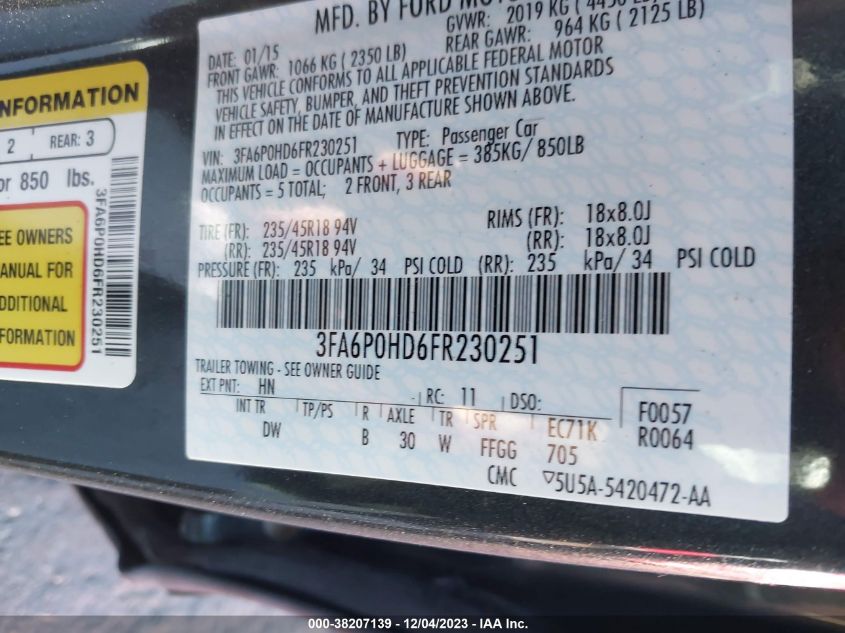 NFORMATION
2 REAR: 3
or 850 lbs.
EE OWNERS
ANUAL FOR
DDITIONAL
FORMATION
3FA6P0HD6FR230251
MFD. BY FORD
DATE: 01/15 GVWR: 2019 KG
FRONT GAWR: 1066 KG ( 2350 LB) REAR GAWR: 964 KG ( 2125 LB)
THIS VEHICLE CONFORMS TO ALL APPLICABLE FEDERAL MOTOR
VEHICLE SAFETY, BUMPER, AND THEFT PREVENTION STANDARDS
IN EFFECT ON THE DATE OF MANUFACTURE SHOWN ABOVE.
VIN: 3FA6P0HD6FR230251 TYPE: Passenger Car
MAXIMUM LOAD = OCCUPANTS + LUGGAGE = 385KG/ 850LB
OCCUPANTS = 5 TOTAL; 2 FRONT, 3 REAR
TIRE (FR): 235/45R18 94V RIMS (FR): 18x8.0J
(RR): 235/45R18 94V (RR): 18x8.0J
PRESSURE (FR): 235 kPa/ 34 PSI COLD (RR): 235 kPa/ 34 PSI COLD
3FA6P0HD6FR230251
TRAILER TOWING - SEE OWNER GUIDE
EXT PNT: HN RC: 11 DSO: F0057
INT TR TP/PS R AXLE TR SPR EC71K R0064
DW B 30 W FFGG 705
CMC ▽5U5A-5420472-AA
000-38207139 - 12/04/2023 - IAA Inc.